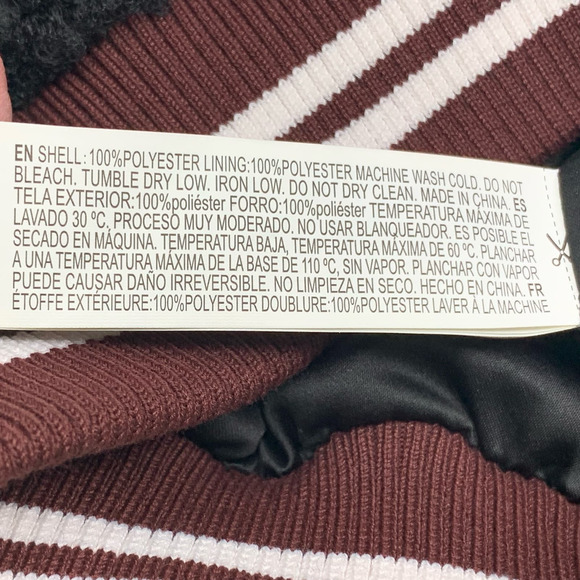 EN SHELL:100%POLYESTER LINING:100%POLYESTER MACHINE WASH COLD. DO NOT
BLEACH. TUMBLE DRY LOW. IRON LOW. DO NOT DRY CLEAN. MADE IN CHINA. ES
TELA EXTERIOR:100%poliéster FORRO:100%poliéster TEMPERATURA MÁXIMA DE
LAVADO 30 ºC, PROCESO MUY MODERADO. NO USAR BLANQUEADOR. ES POSIBLE EL
SECADO EN MÁQUINA. TEMPERATURA BAJA, TEMPERATURA MÁXIMA DE 60 ºC. PLANCHAR
A UNA TEMPERATURA MÁXIMA DE LA BASE DE 110 ºC, SIN VAPOR. PLANCHAR CON VAPOR
PUEDE CAUSAR DAÑO IRREVERSIBLE. NO LIMPIEZA EN SECO. HECHO EN CHINA. FR
ÉTOFFE EXTÉRIEURE:100%POLYESTER DOUBLURE:100%POLYESTER LAVER À LA MACHINE